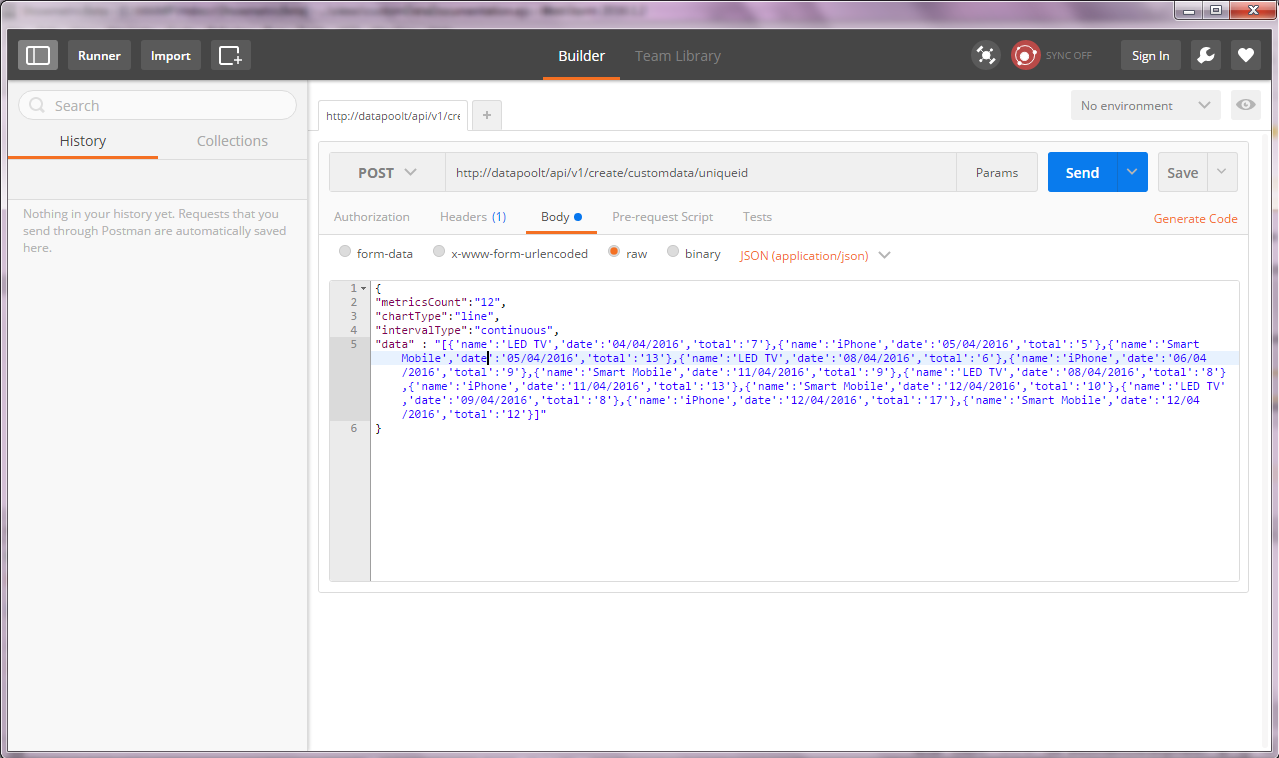 Runner
Import
Builder
Team Library
SYNC OFF
Sign In
Search
History
Collections
Nothing in your history yet. Requests that you
send through Postman are automatically saved
here.
http://datapoolt/api/v1/cre
+
No environment
POST
http://datapoolt/api/v1/create/customdata/uniqueid
Params
Send
Save
Authorization
Headers (1)
Body
Pre-request Script
Tests
Generate Code
form-data
x-www-form-urlencoded
raw
binary
JSON (application/json)
1 {
2 "metricsCount":"12",
3 "chartType":"line",
4 "intervalType":"continuous",
5 "data" : "[{'name':'LED TV','date':'04/04/2016','total':'7'},{'name':'iPhone','date':'05/04/2016','total':'5'},{'name':'Smart
Mobile','date':'05/04/2016','total':'13'},{'name':'LED TV','date':'08/04/2016','total':'6'},{'name':'iPhone','date':'06/04
/2016','total':'9'},{'name':'Smart Mobile','date':'11/04/2016','total':'9'},{'name':'LED TV','date':'08/04/2016','total':'8'}
,{'name':'iPhone','date':'11/04/2016','total':'13'},{'name':'Smart Mobile','date':'12/04/2016','total':'10'},{'name':'LED TV'
,'date':'09/04/2016','total':'8'},{'name':'iPhone','date':'12/04/2016','total':'17'},{'name':'Smart Mobile','date':'12/04
/2016','total':'12'}]"
6 }